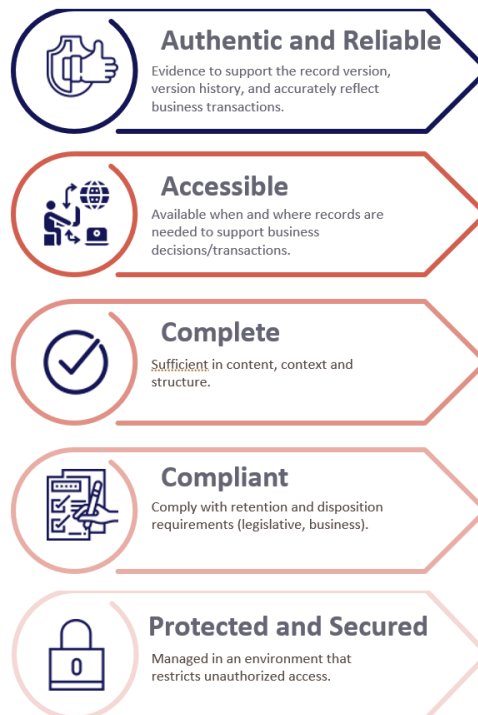 Authentic and Reliable
Evidence to support the record version,
version history, and accurately reflect
business transactions.
Accessible
Available when and where records are
needed to support business
decisions/transactions.
Complete
Sufficient in content, context and
structure.
Compliant
Comply with retention and disposition
requirements (legislative, business).
Protected and Secured
Managed in an environment that
restricts unauthorized access.